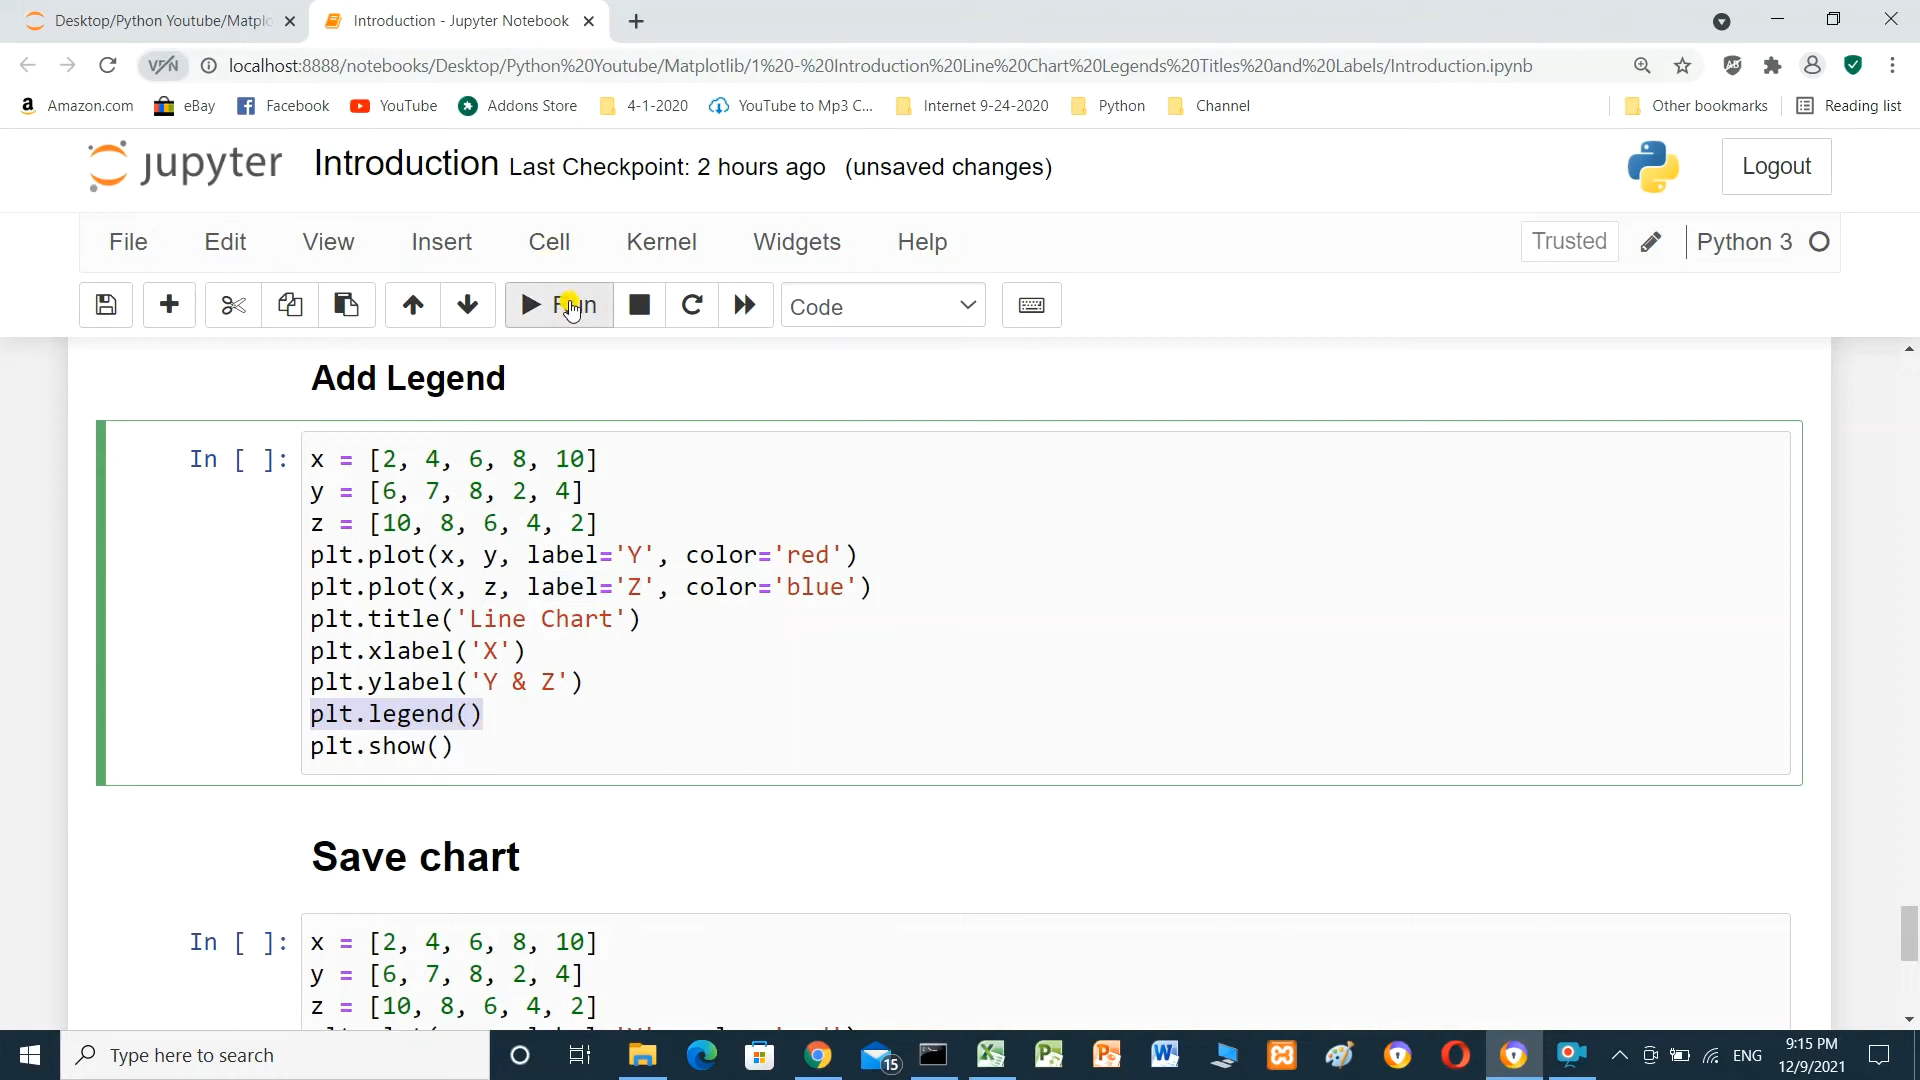 Desktop/Python Youtube/Matplo
Introduction - Jupyter Notebook
VPN
localhost:8888/notebooks/Desktop/Python%20Youtube/Matplotlib/1%20-%20Introduction%20Line%20Chart%20Legends%20Titles%20and%20Labels/Introduction.ipynb
Amazon.com
eBay
Facebook
YouTube
Addons Store
4-1-2020
YouTube to Mp3 C...
Internet 9-24-2020
Python
Channel
Other bookmarks
Reading list
jupyter
Introduction Last Checkpoint: 2 hours ago (unsaved changes)
Logout
File Edit View Insert Cell Kernel Widgets Help
Trusted
Python 3
Run
Code
Add Legend
In [ ]: x = [2, 4, 6, 8, 10]
y = [6, 7, 8, 2, 4]
z = [10, 8, 6, 4, 2]
plt.plot(x, y, label='Y', color='red')
plt.plot(x, z, label='Z', color='blue')
plt.title('Line Chart')
plt.xlabel('X')
plt.ylabel('Y & Z')
plt.legend()
plt.show()
Save chart
In [ ]: x = [2, 4, 6, 8, 10]
y = [6, 7, 8, 2, 4]
z = [10, 8, 6, 4, 2]
Type here to search
15
ENG
9:15 PM
12/9/2021